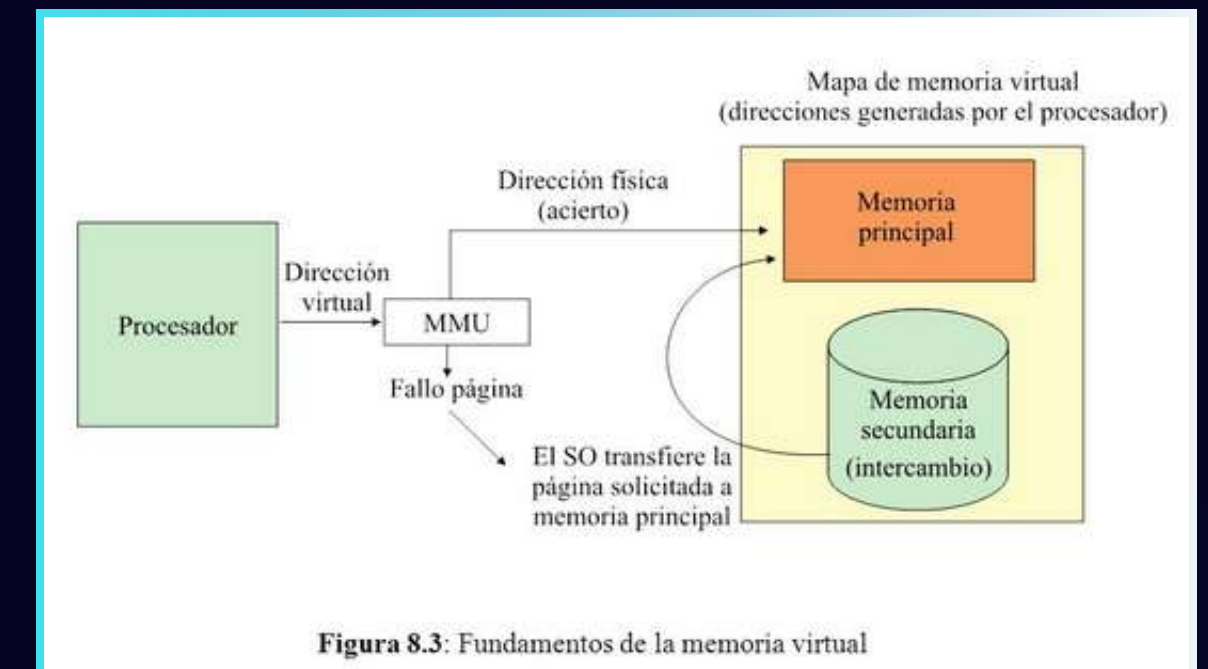 Mapa de memoria virtual
(direcciones generadas por el procesador)
Dirección física
(acierto)
Memoria
principal
Dirección
virtual
Procesador
MMU
Fallo página
Memoria
secundaria
(intercambio)
El SO transfiere la
página solicitada a
memoria principal
Figura 8.3: Fundamentos de la memoria virtual